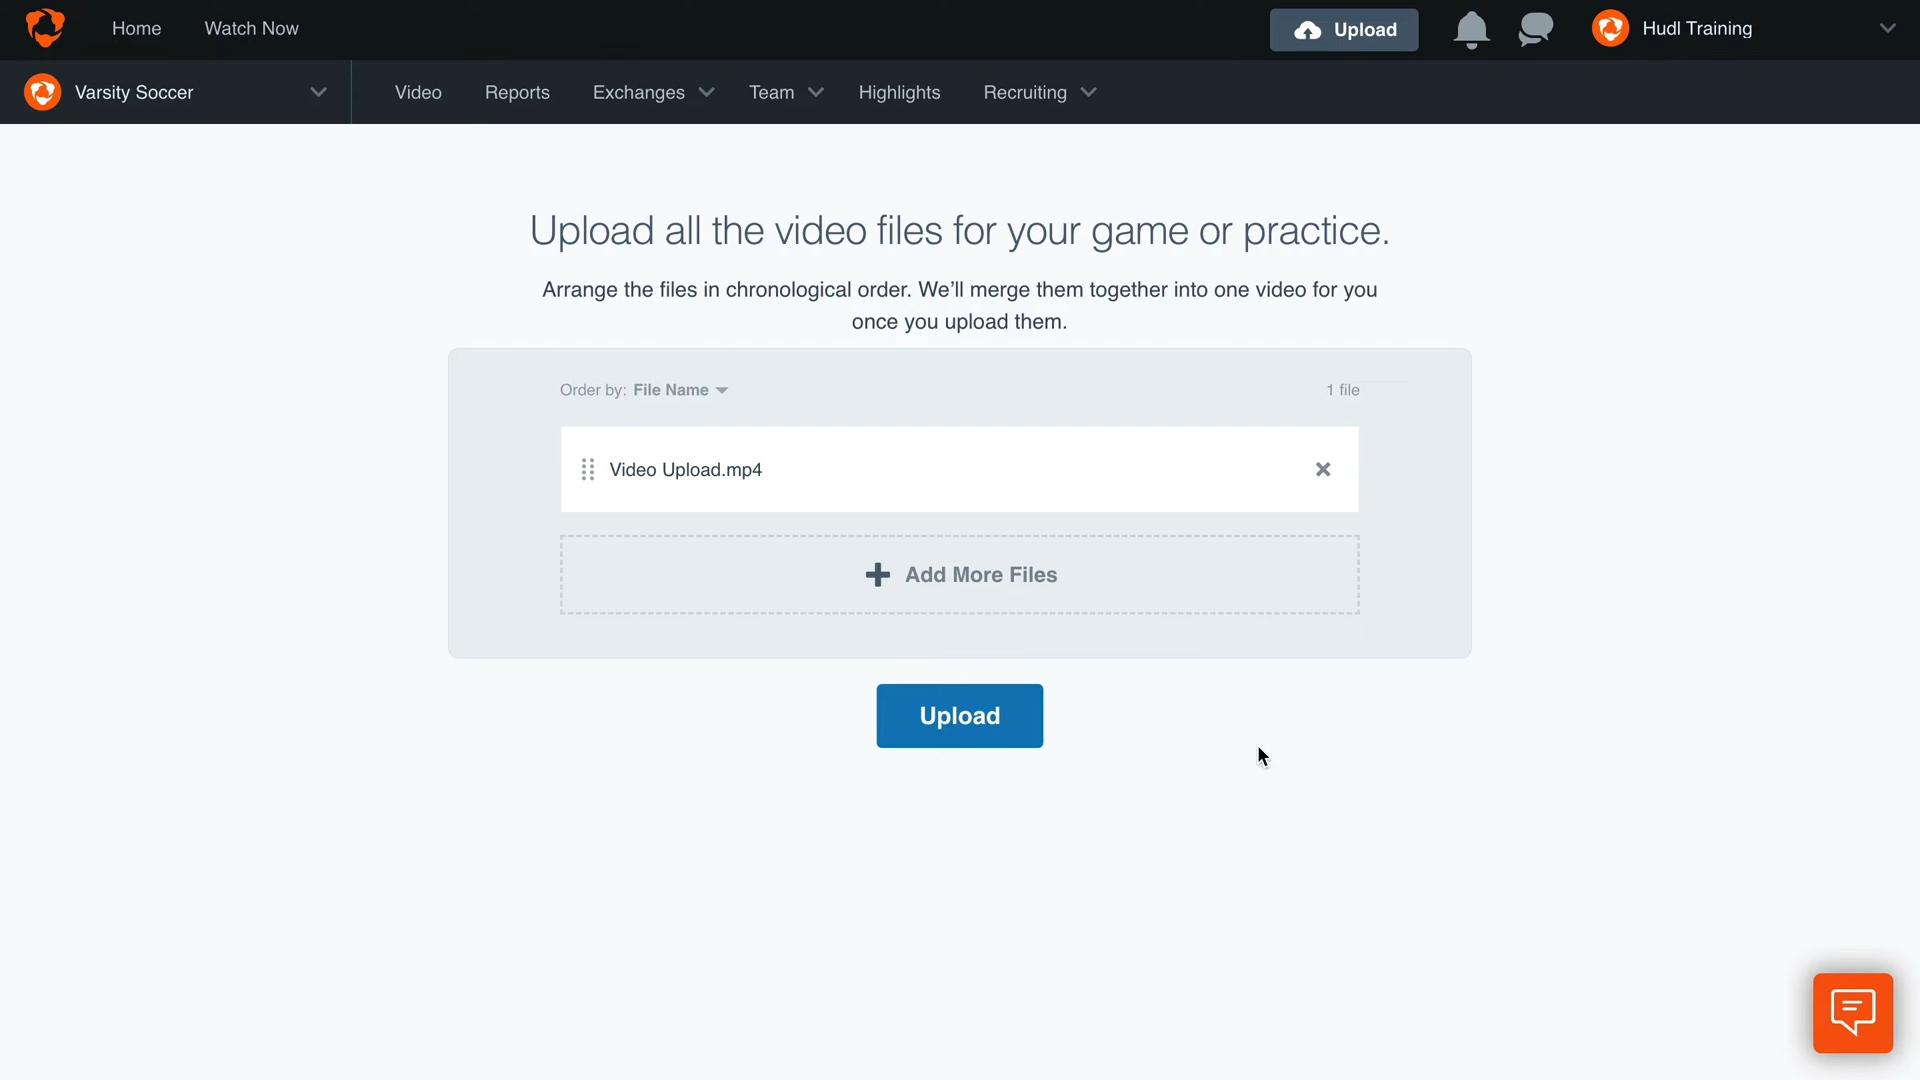 Home
Watch Now
Upload
Hudl Training
Varsity Soccer
Video
Reports
Exchanges
Team
Highlights
Recruiting
Upload all the video files for your game or practice.
Arrange the files in chronological order. We’ll merge them together into one video for you
once you upload them.
Order by: File Name
1 file
Video Upload.mp4
Add More Files
Upload